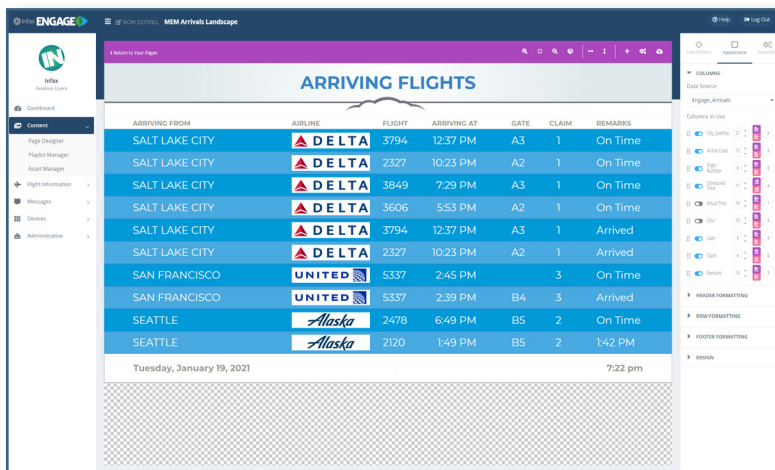 Infax ENGAGE
NOW EDITING: MEM Arrivals Landscape
Help
Log Out
Return to Your Pages
Appearance
Infax
Aviation Users
Dashboard
Content
Page Designer
Playlist Manager
Asset Manager
Flight Information
Messages
Devices
Administrative
ARRIVING FLIGHTS
ARRIVING FROM AIRLINE FLIGHT ARRIVING AT GATE CLAIM REMARKS
SALT LAKE CITY DELTA 3794 12:37 PM A3 1 On Time
SALT LAKE CITY DELTA 2327 10:23 PM A2 1 On Time
SALT LAKE CITY DELTA 3849 7:29 PM A3 1 On Time
SALT LAKE CITY DELTA 3606 5:53 PM A2 1 On Time
SALT LAKE CITY DELTA 3794 12:37 PM A3 1 Arrived
SALT LAKE CITY DELTA 2327 10:23 PM A2 1 Arrived
SAN FRANCISCO UNITED 5337 2:45 PM 3 On Time
SAN FRANCISCO UNITED 5337 2:39 PM B4 3 Arrived
SEATTLE Alaska 2478 6:49 PM B5 2 On Time
SEATTLE Alaska 2120 1:49 PM B5 2 1:42 PM
Tuesday, January 19, 2021 7:22 pm
COLUMNS
Data Source
Engage_Arrivals
Columns In Use
Airline Gate
Flight Number
Scheduled Time
Actual Time
City1
Gate
Claim
Remarks
HEADER FORMATTING
ROW FORMATTING
FOOTER FORMATTING
DESIGN